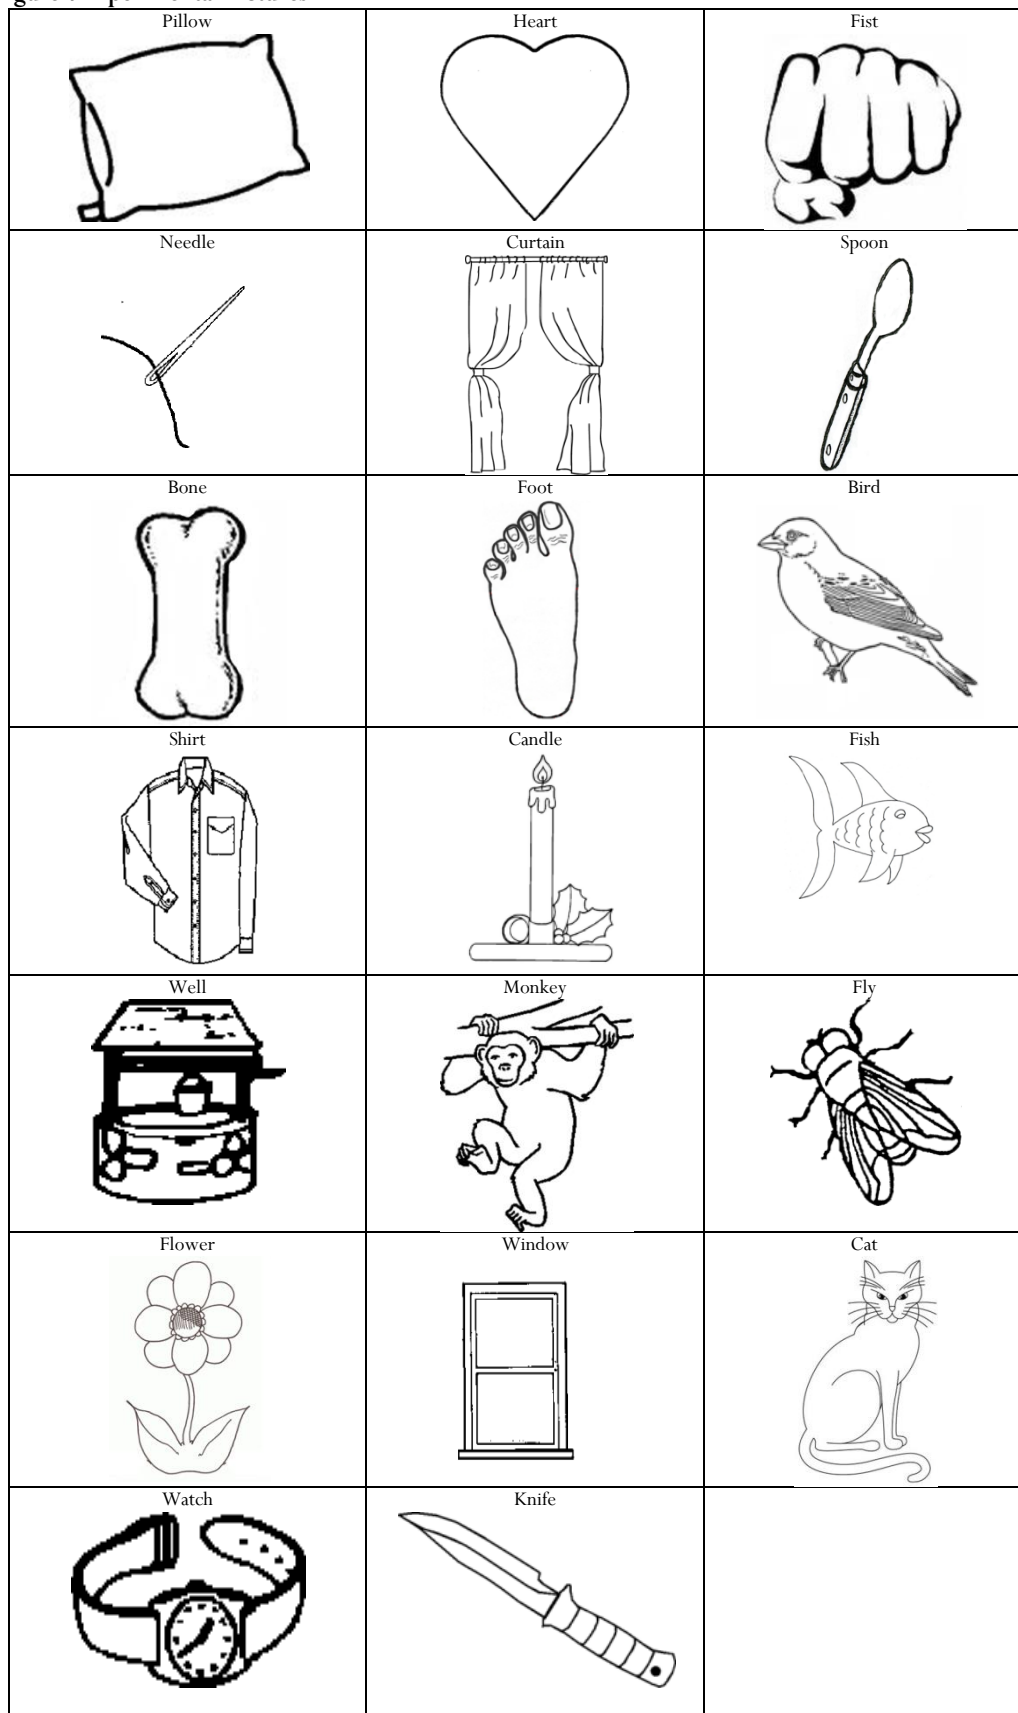 Pillow
Heart
Fist
Needle
Curtain
Spoon
Bone
Foot
Bird
Shirt
Candle
Fish
Well
Monkey
Fly
Flower
Window
Cat
Watch
Knife